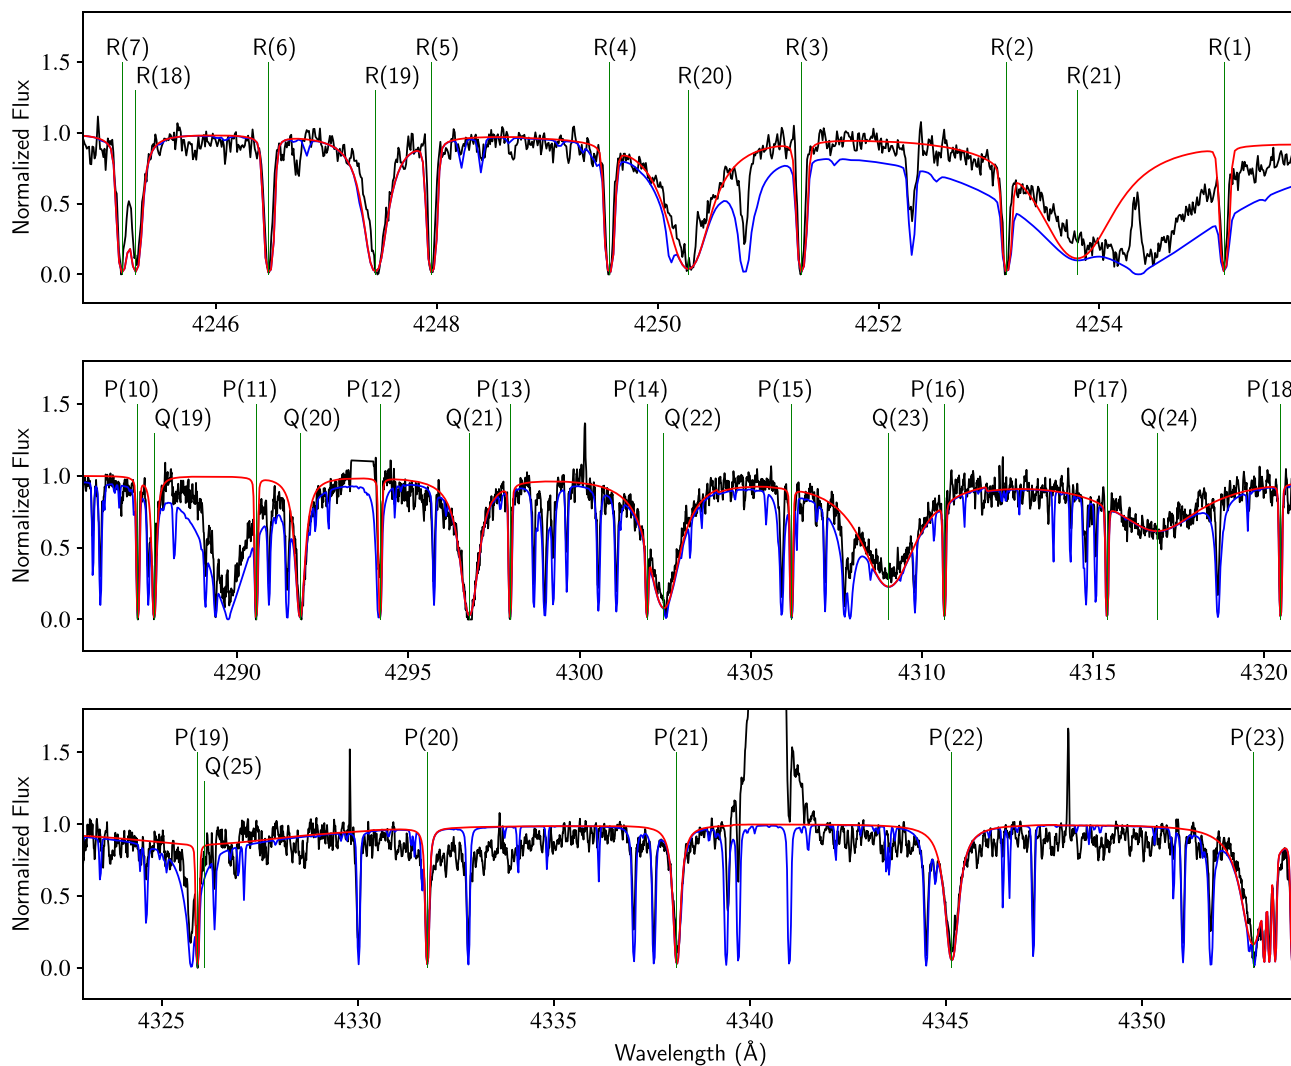 R(7) R(6) R(5) R(4) R(3) R(2) R(1)
R(18) R(19) R(20) R(21)
1.5
1.0
0.5
0.0
Normalized Flux
4246 4248 4250 4252 4254
P(10) P(11) P(12) P(13) P(14) P(15) P(16) P(17) P(18
Q(19) Q(20) Q(21) Q(22) Q(23) Q(24)
1.5
1.0
0.5
0.0
Normalized Flux
4290 4295 4300 4305 4310 4315 4320
P(19) P(20) P(21) P(22) P(23)
Q(25)
1.5
1.0
0.5
0.0
Normalized Flux
4325 4330 4335 4340 4345 4350
Wavelength (Å)